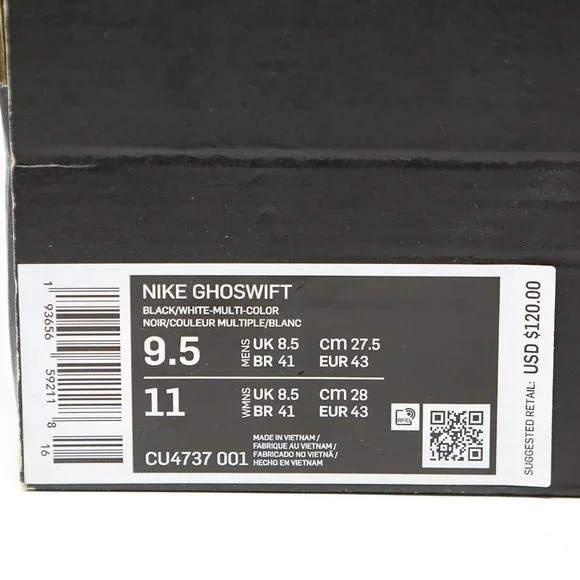 NIKE GHOSWIFT
BLACK/WHITE-MULTI-COLOR
NOIR/COULEUR MULTIPLE/BLANC
9.5 MENS UK 8.5 cm 27.5
BR 41 EUR 43
11 WMNS UK 8.5 cm 28
BR 41 EUR 43
MADE IN VIETNAM /
FABRIQUE AU VIETNAM /
FABRICADO NO VIETNÃ /
HECHO EN VIETNAM
CU4737 001
RFID
1 93656 59211 8 16
SUGGESTED RETAIL: USD $120.00